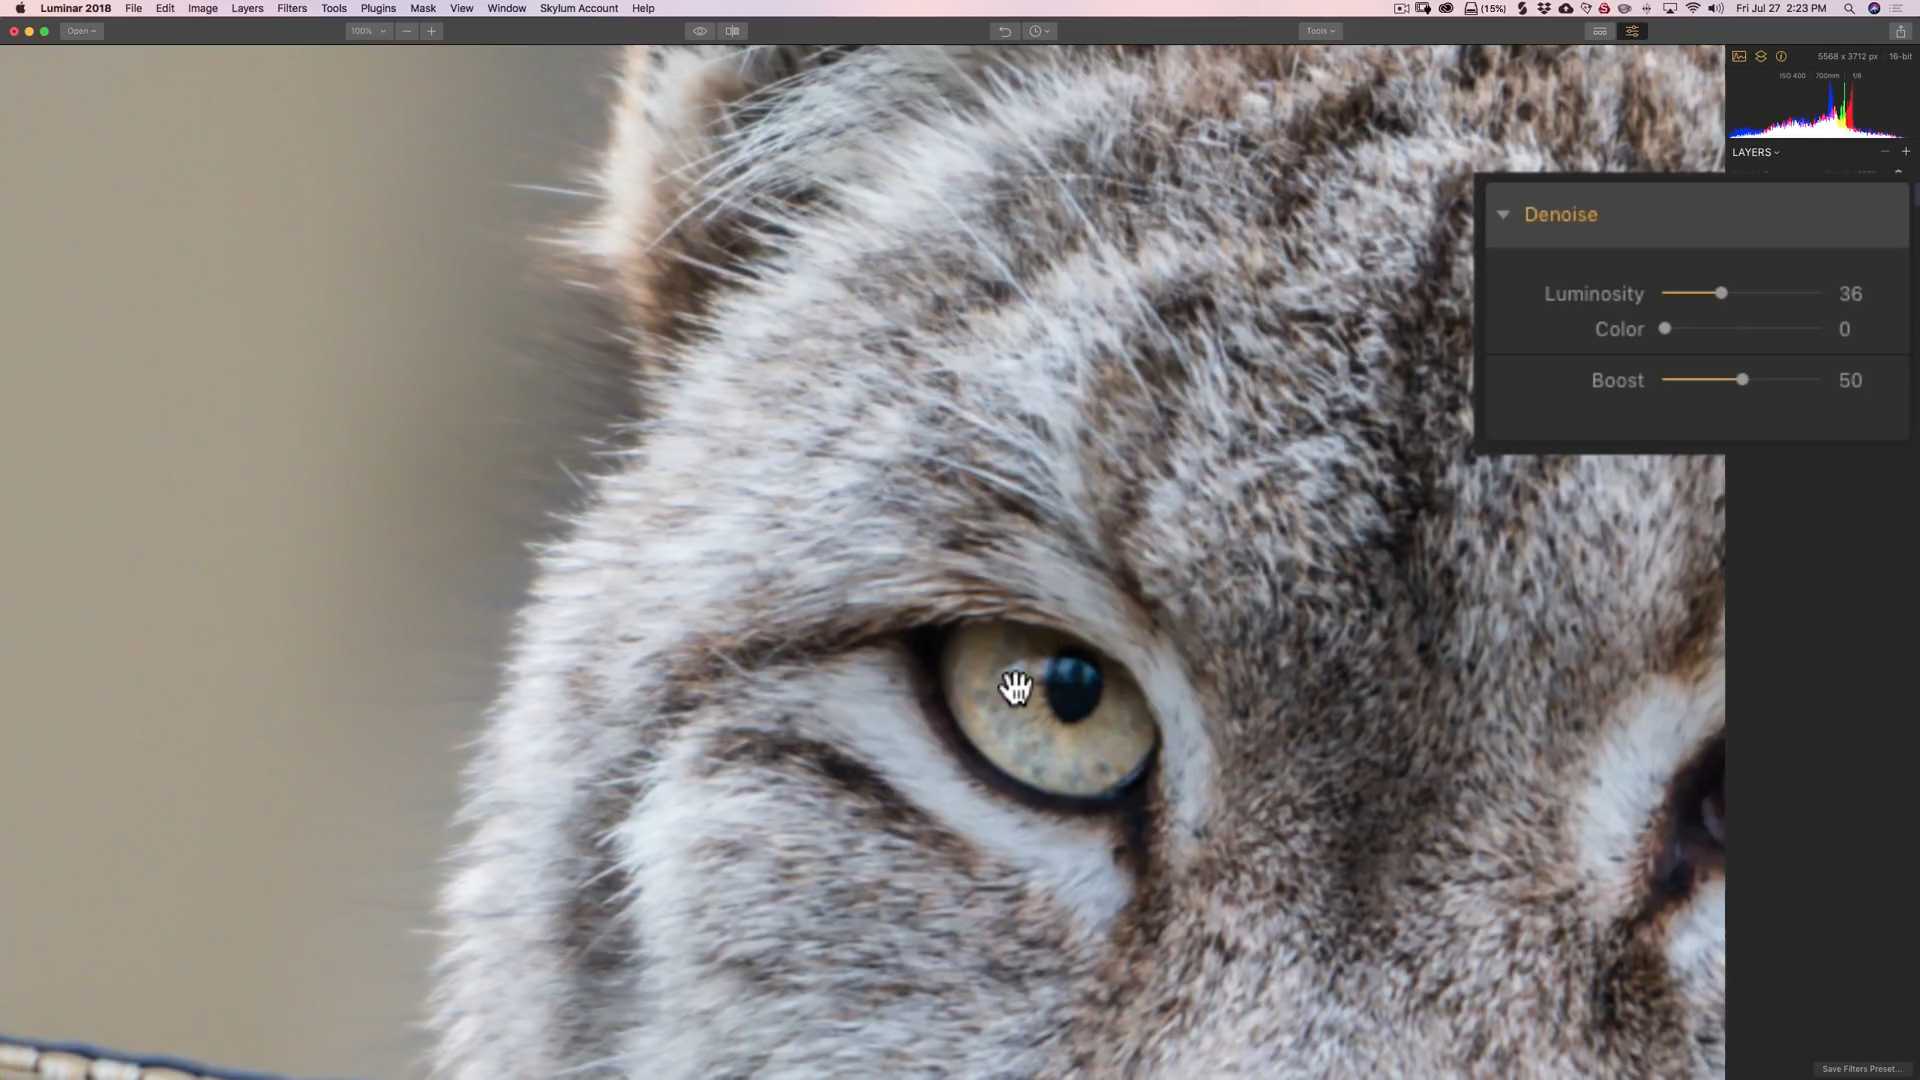 Luminar 2018 File Edit Image Layers Filters Tools Plugins Mask View Window Skylum Account Help (15%) Fri Jul 27 2:23 PM
Open 100% Tools
5568 x 3712 px 16-bit
ISO 400 700mm f/8
LAYERS
Denoise
Luminosity 36
Color 0
Boost 50
Save Filters Preset...